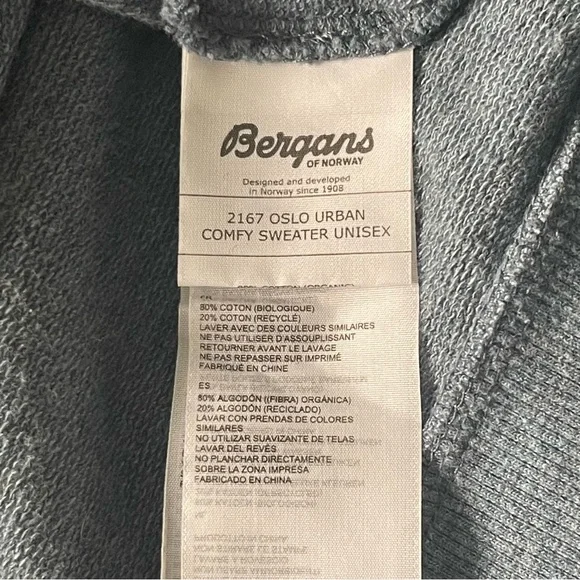 Bergans
OF NORWAY
Designed and developed
in Norway since 1908
2167 OSLO URBAN
COMFY SWEATER UNISEX
80% COTON (BIOLOGIQUE)
20% COTON (RECYCLÉ)
LAVER AVEC DES COULEURS SIMILAIRES
NE PAS UTILISER D'ASSOUPLISSANT
RETOURNER AVANT LE LAVAGE
NE PAS REPASSER SUR IMPRIMÉ
FABRIQUÉ EN CHINE
ES
80% ALGODÓN ((FIBRA) ORGÁNICA)
20% ALGODÓN (RECICLADO)
LAVAR CON PRENDAS DE COLORES
SIMILARES
NO UTILIZAR SUAVIZANTE DE TELAS
LAVAR DEL REVÉS
NO PLANCHAR DIRECTAMENTE
SOBRE LA ZONA IMPRESA
FABRICADO EN CHINA